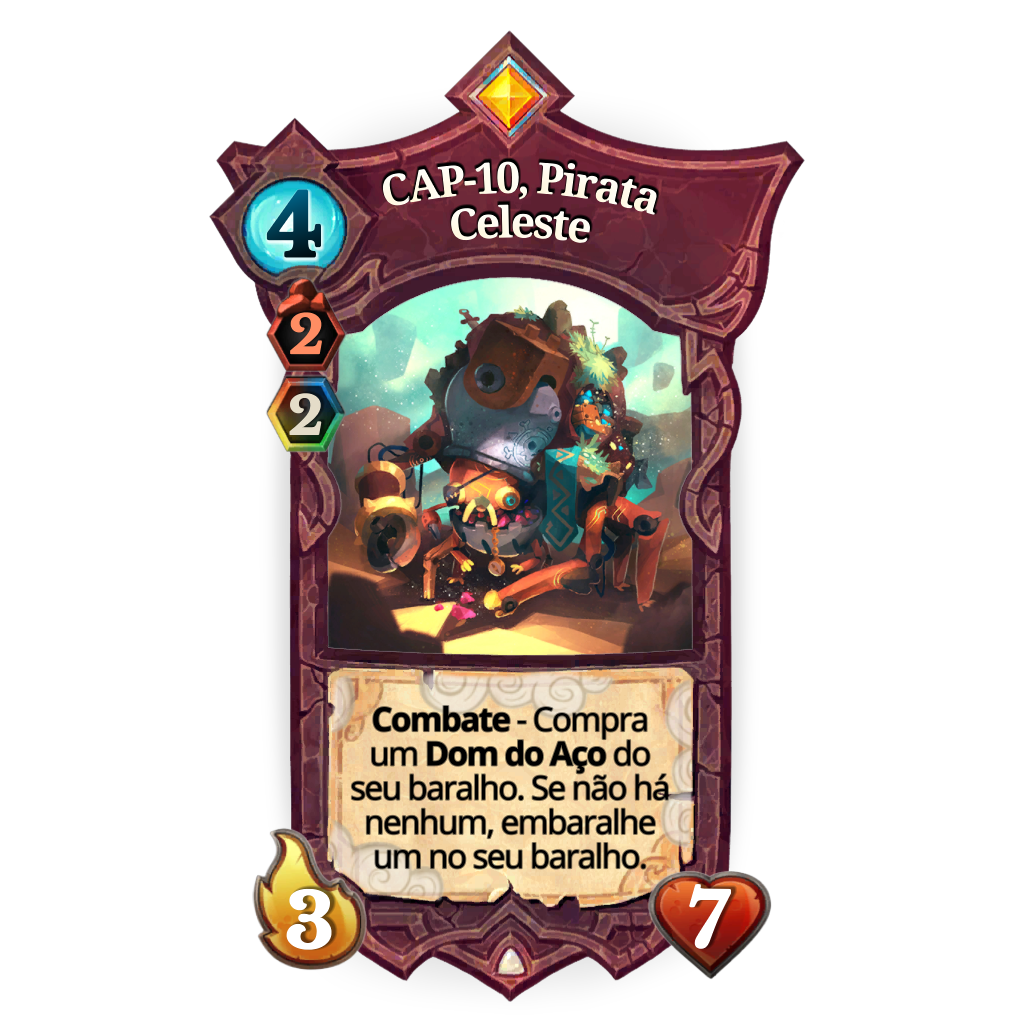 CAP-10, Pirata
Celeste
4
2
2
Combate - Compra
um Dom do Aço do
seu baralho. Se não há
nenhum, embaralhe
um no seu baralho.
3
7